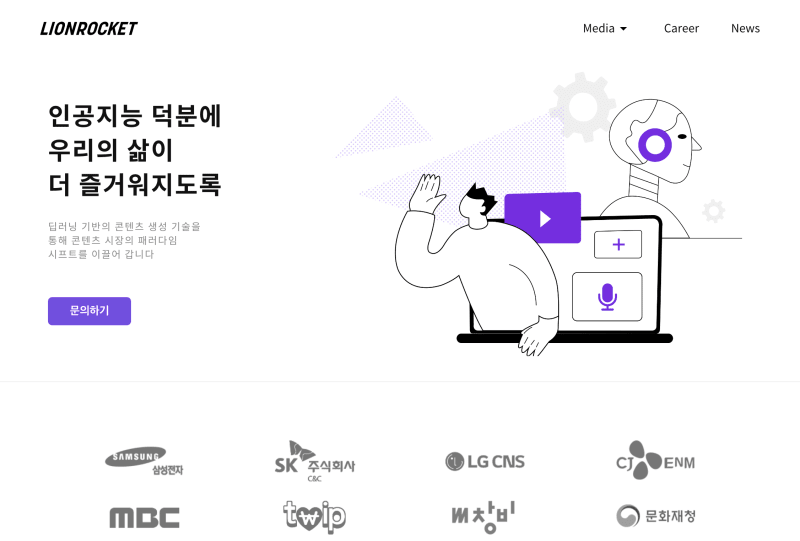 LIONROCKET
Media
Career
News
인공지능 덕분에
우리의 삶이
더 즐거워지도록
딥러닝 기반의 콘텐츠 생성 기술을
통해 콘텐츠 시장의 패러다임
시프트를 이끌어 갑니다
문의하기
SAMSUNG
삼성전자
SK 주식회사
C&C
LG CNS
CJ ENM
MBC
twip
창비
문화재청